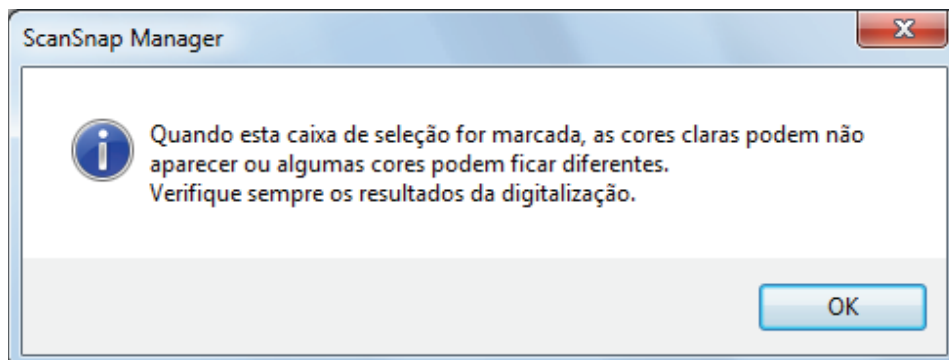 ScanSnap Manager
Quando esta caixa de seleção for marcada, as cores claras podem não
aparecer ou algumas cores podem ficar diferentes.
Verifique sempre os resultados da digitalização.
OK